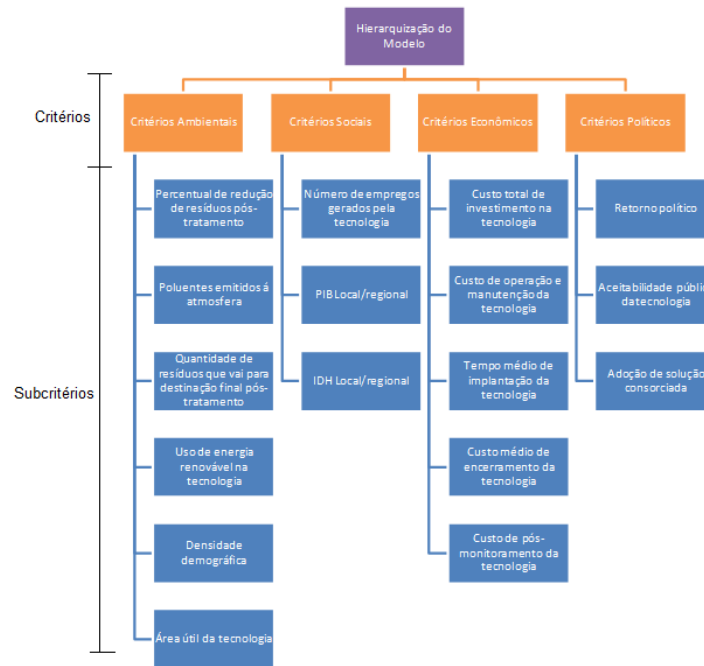 Hierarquização do
Modelo
Critérios
Critérios Ambientais
Critérios Sociais
Critérios Econômicos
Critérios Políticos
Subcritérios
Percentual de redução
de resíduos pós-
tratamento
Poluentes emitidos á
atmosfera
Quantidade de
resíduos que vai para
destinação final pós-
tratamento
Uso de energia
renovável na
tecnologia
Densidade
demográfica
Área útil da tecnologia
Número de empregos
gerados pela
tecnologia
PIB Local/regional
IDH Local/regional
Custo total de
investimento na
tecnologia
Custo de operação e
manutenção da
tecnologia
Tempo médio de
implantação da
tecnologia
Custo médio de
encerramento da
tecnologia
Custo de pós-
monitoramento da
tecnologia
Retorno político
Aceitabilidade públic
da tecnologia
Adoção de solução
consorciada